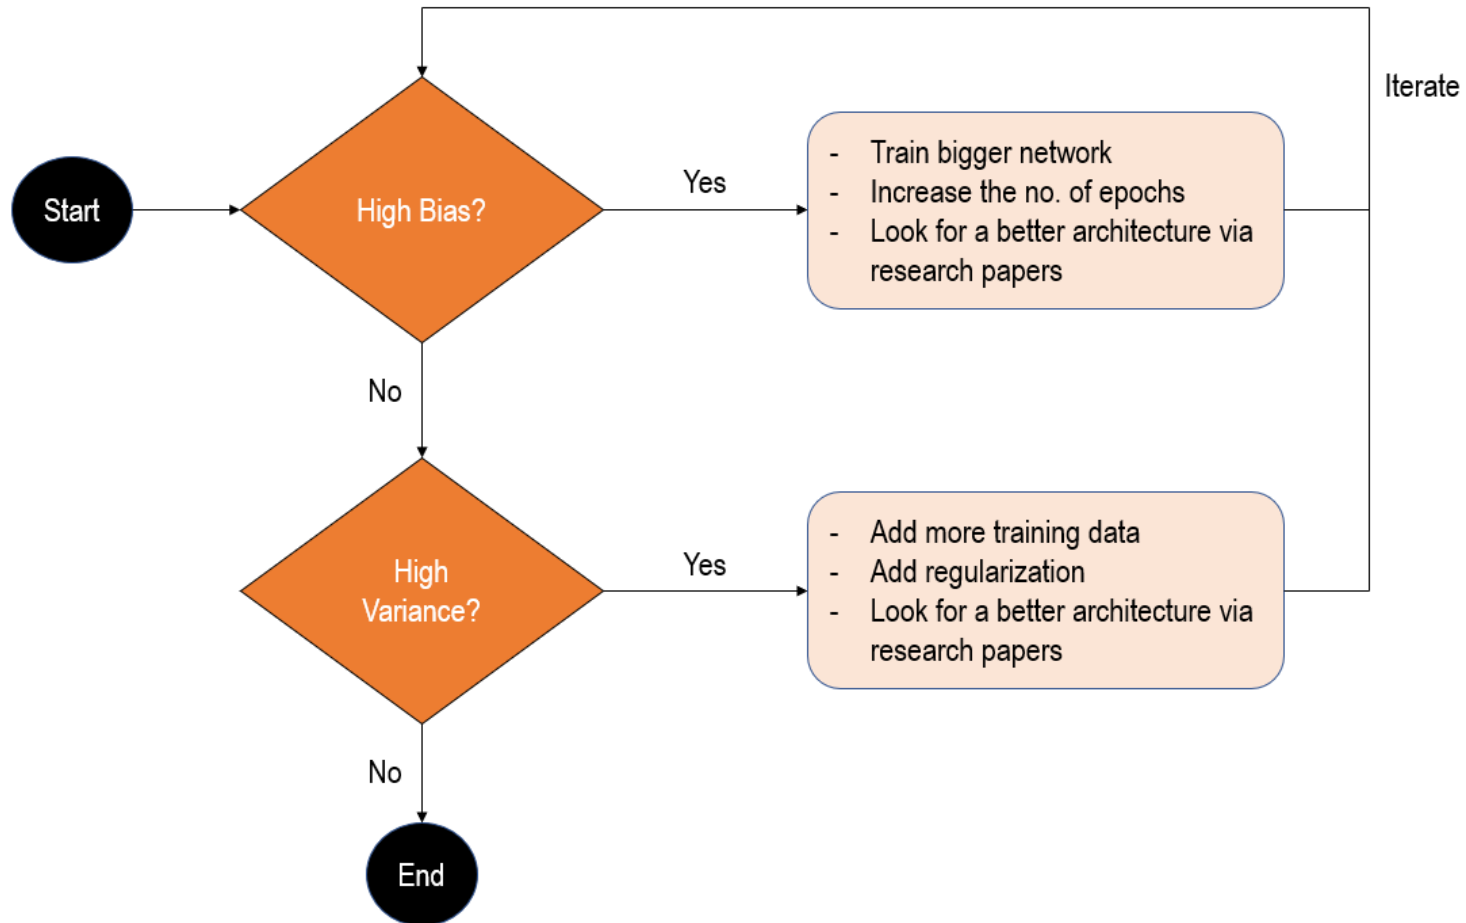 Iterate
Start
High Bias?
Yes
- Train bigger network
- Increase the no. of epochs
- Look for a better architecture via
research papers
No
High
Variance?
Yes
- Add more training data
- Add regularization
- Look for a better architecture via
research papers
No
End